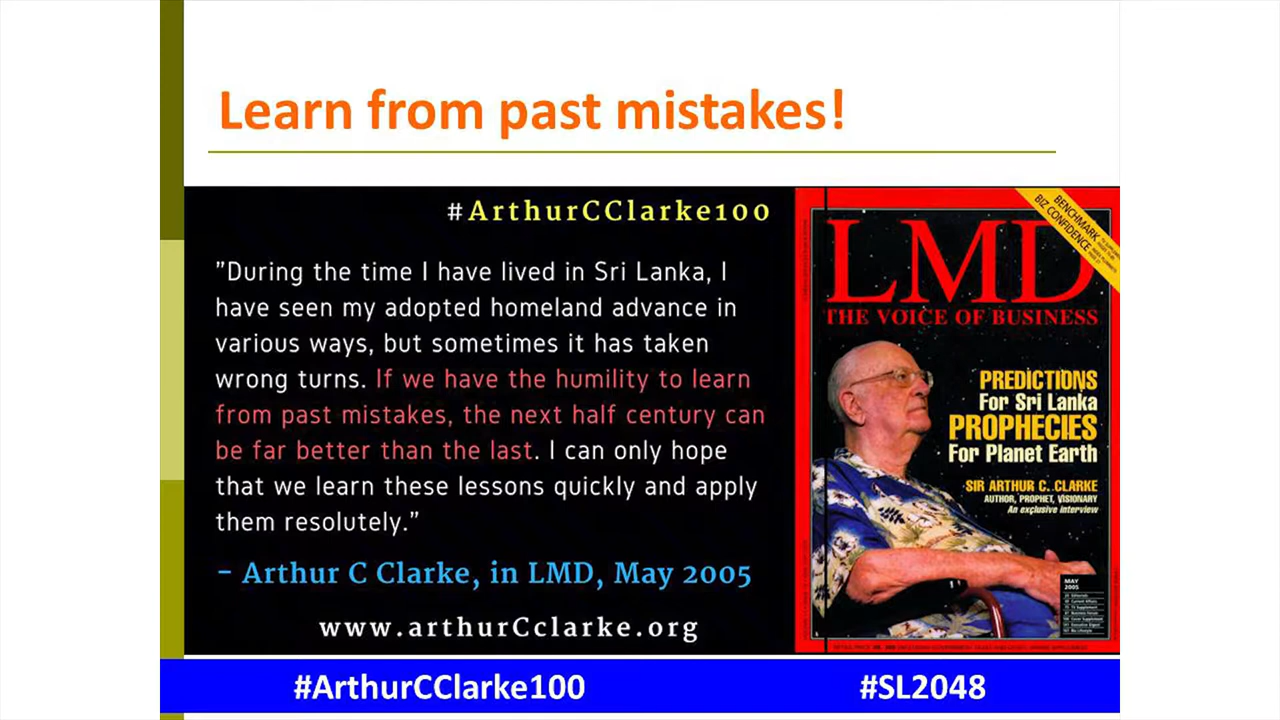 Learn from past mistakes!
#ArthurCClarke100
”During the time I have lived in Sri Lanka, I
have seen my adopted homeland advance in
various ways, but sometimes it has taken
wrong turns. If we have the humility to learn
from past mistakes, the next half century can
be far better than the last. I can only hope
that we learn these lessons quickly and apply
them resolutely.”
– Arthur C Clarke, in LMD, May 2005
www.arthurCclarke.org
BENCHMARK
BIZ CONFIDENCE
LMD
THE VOICE OF BUSINESS
PREDICTIONS
For Sri Lanka
PROPHECIES
For Planet Earth
SIR ARTHUR C. CLARKE
AUTHOR, PROPHET, VISIONARY
An exclusive interview
MAY
2005
#ArthurCClarke100
#SL2048